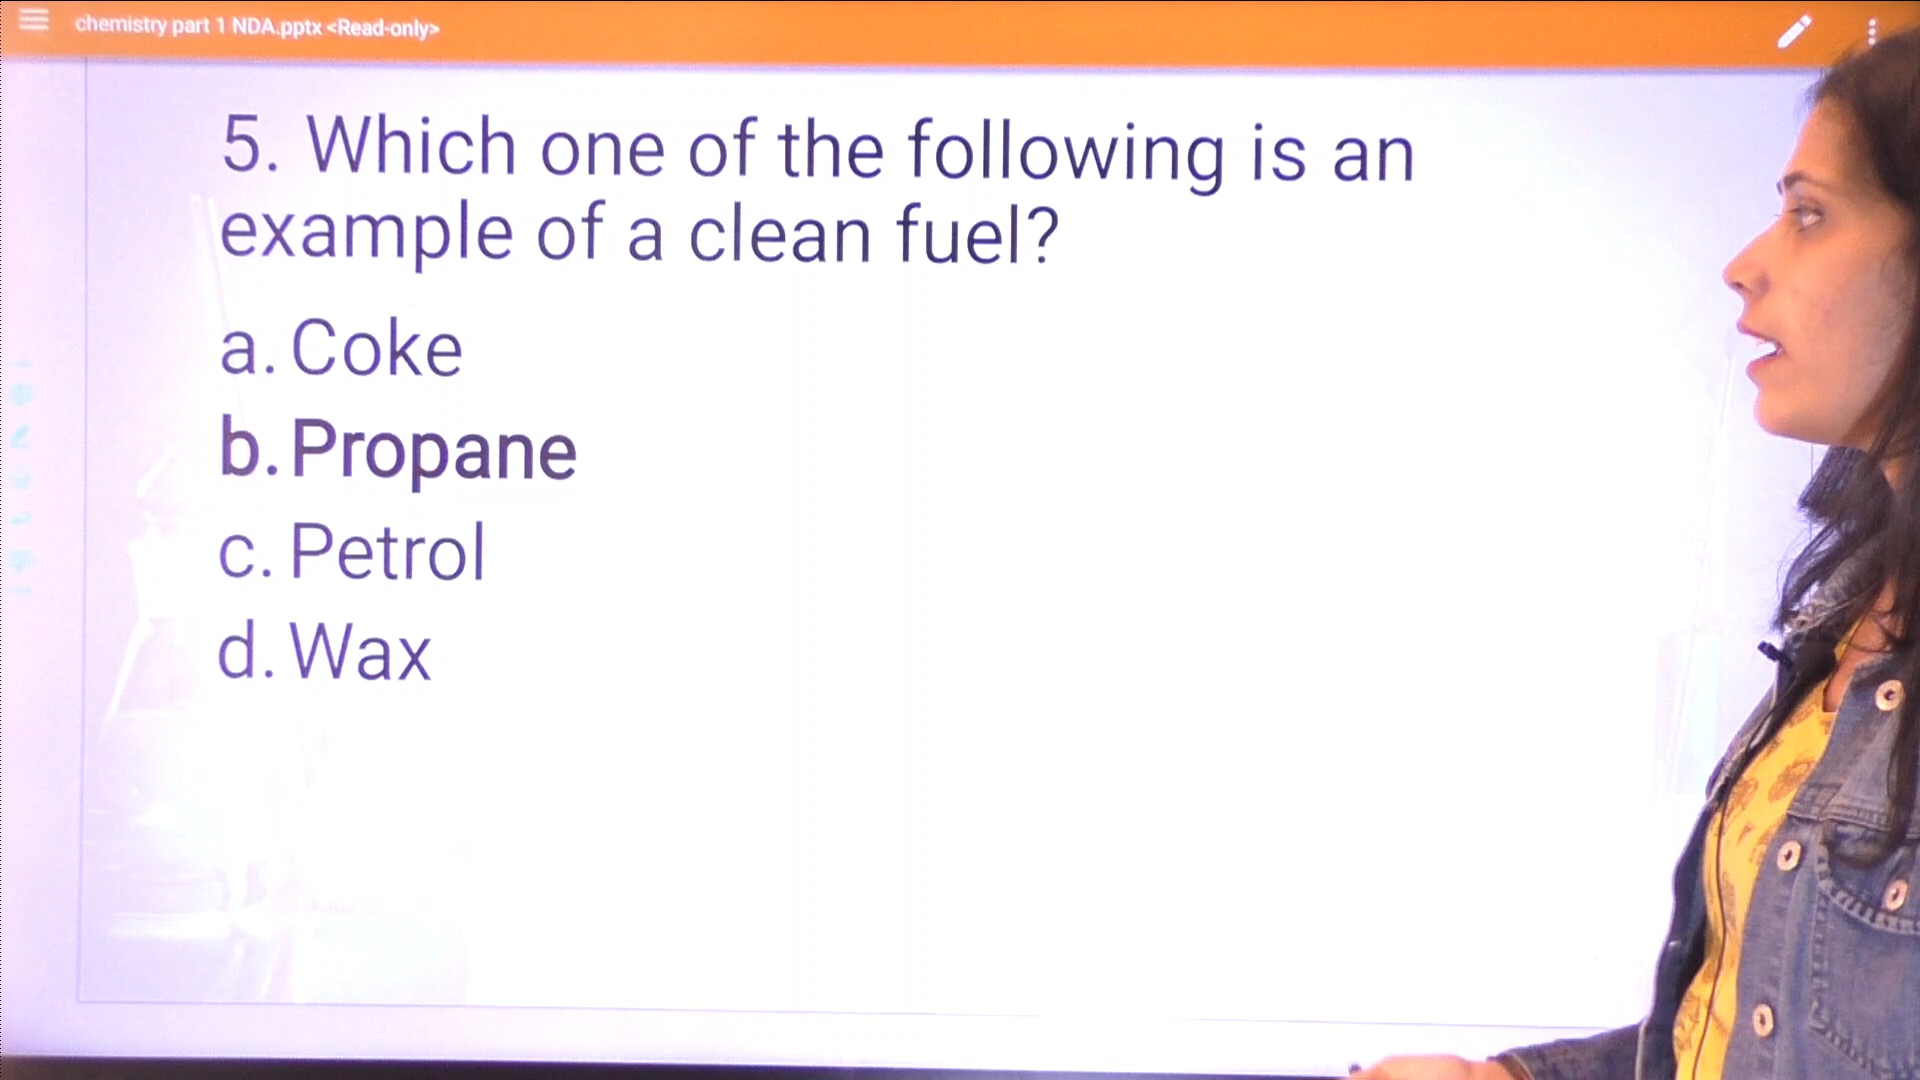 chemistry part 1 NDA.pptx <Read-only>
5. Which one of the following is an
example of a clean fuel?
a. Coke
b. Propane
c. Petrol
d. Wax